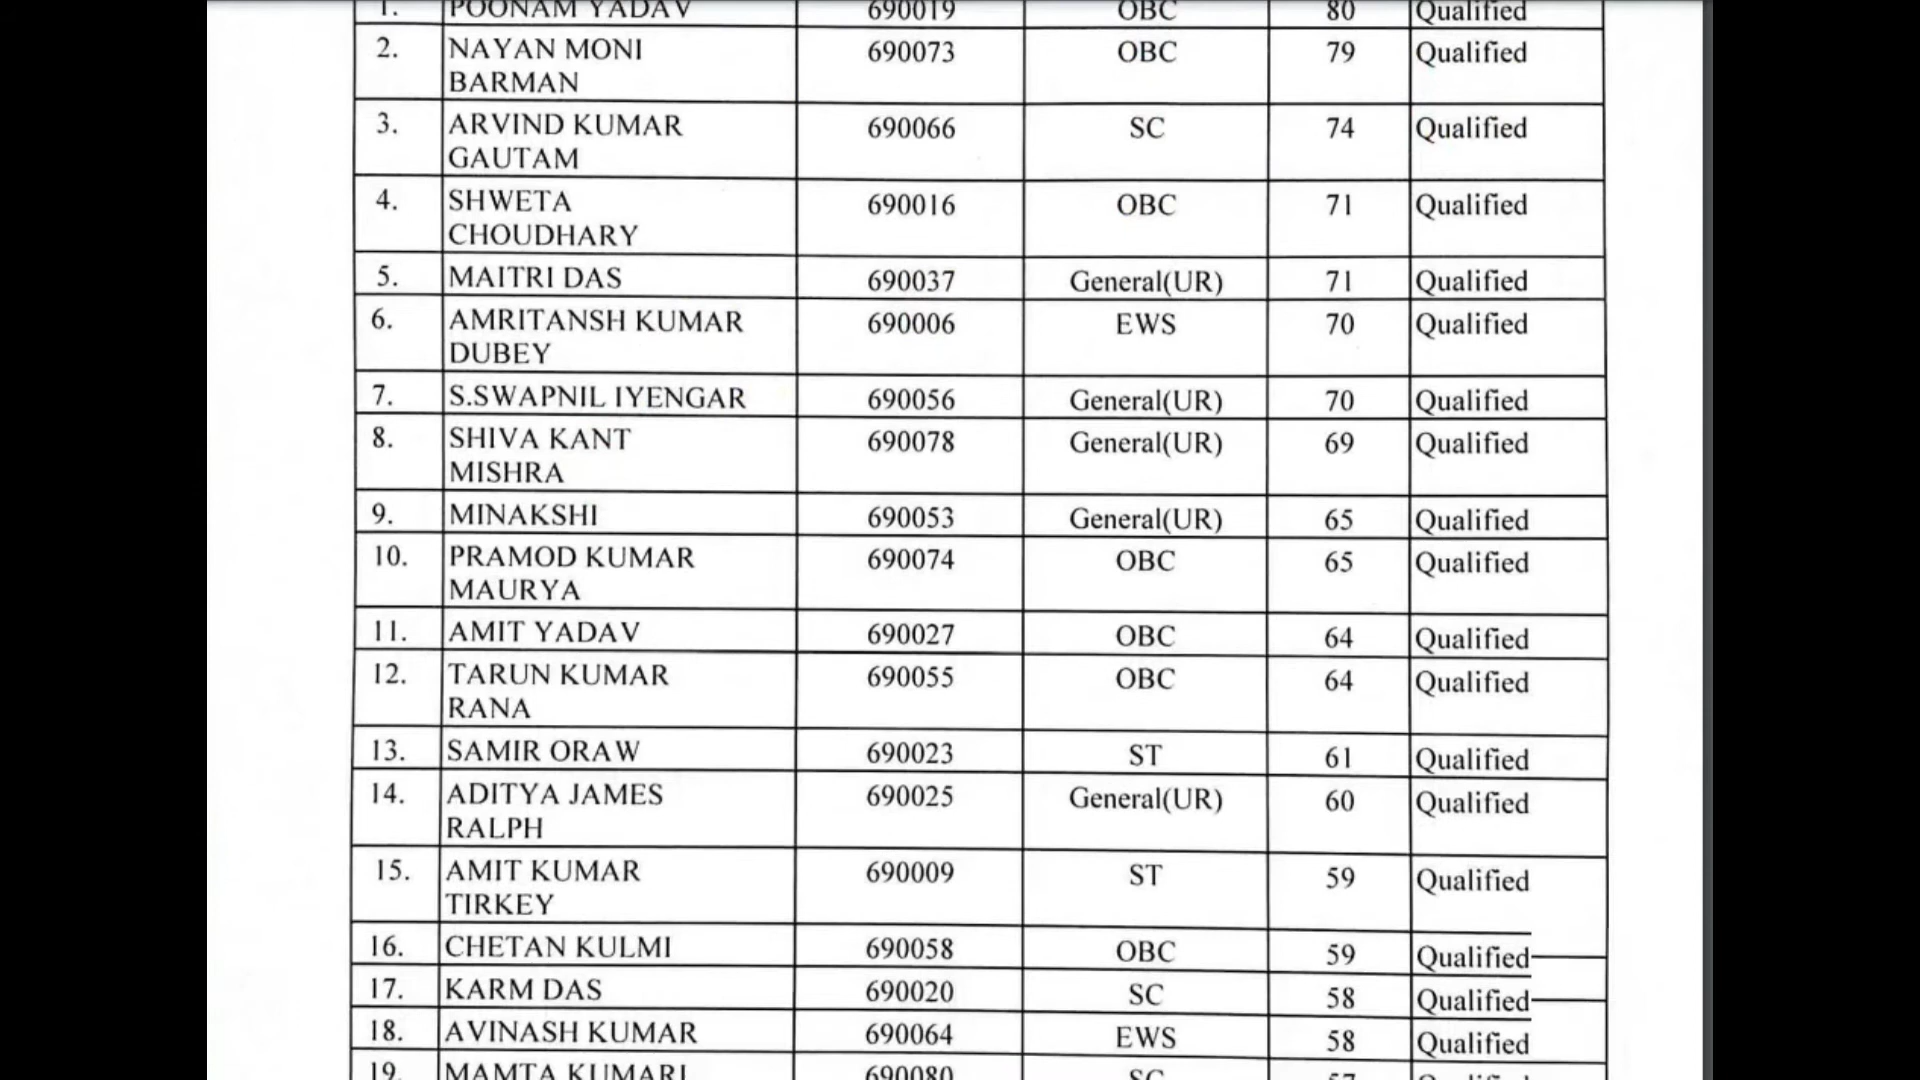 1. POONAM YADAV 690019 OBC 80 Qualified
2. NAYAN MONI 690073 OBC 79 Qualified
BARMAN
3. ARVIND KUMAR 690066 SC 74 Qualified
GAUTAM
4. SHWETA 690016 OBC 71 Qualified
CHOUDHARY
5. MAITRI DAS 690037 General(UR) 71 Qualified
6. AMRITANSH KUMAR 690006 EWS 70 Qualified
DUBEY
7. S.SWAPNIL IYENGAR 690056 General(UR) 70 Qualified
8. SHIVA KANT 690078 General(UR) 69 Qualified
MISHRA
9. MINAKSHI 690053 General(UR) 65 Qualified
10. PRAMOD KUMAR 690074 OBC 65 Qualified
MAURYA
11. AMIT YADAV 690027 OBC 64 Qualified
12. TARUN KUMAR 690055 OBC 64 Qualified
RANA
13. SAMIR ORAW 690023 ST 61 Qualified
14. ADITYA JAMES 690025 General(UR) 60 Qualified
RALPH
15. AMIT KUMAR 690009 ST 59 Qualified
TIRKEY
16. CHETAN KULMI 690058 OBC 59 Qualified
17. KARM DAS 690020 SC 58 Qualified
18. AVINASH KUMAR 690064 EWS 58 Qualified
19. MAMTA KUMARI 690080 SC 57 Qualified